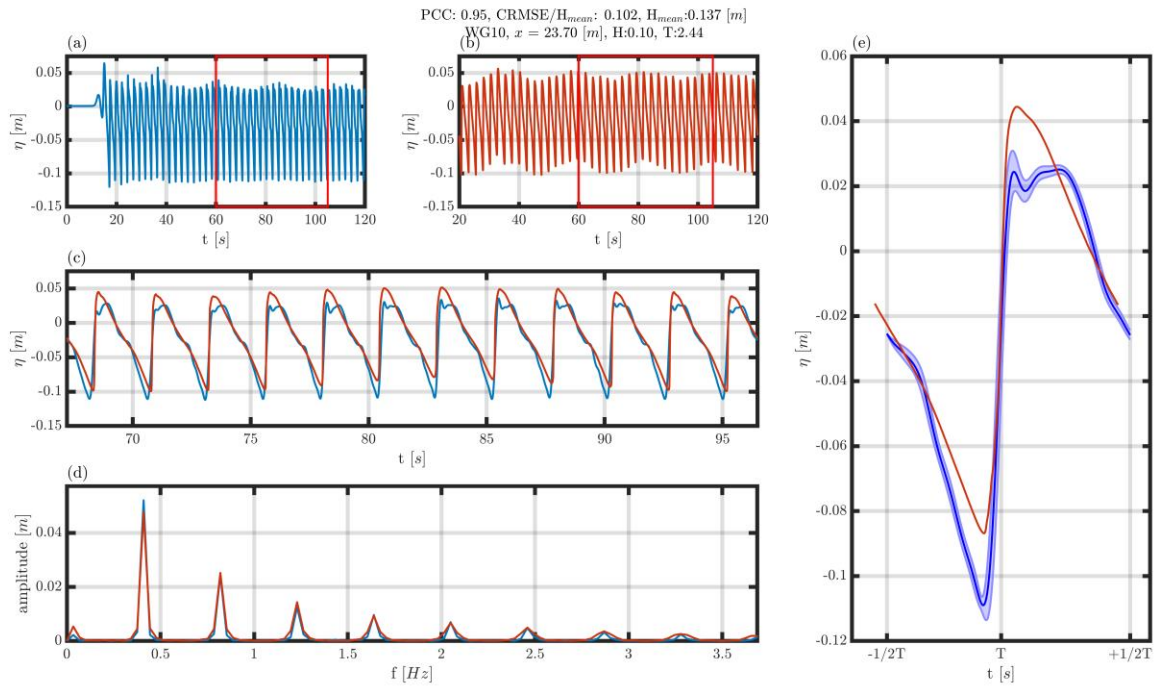 PCC: 0.95, CRMSE/Hmean: 0.102, Hmean:0.137 [m]
WG10, x = 23.70 [m], H:0.10, T:2.44
(a)
0.05
0
-0.05
-0.1
-0.15
η [m]
0 20 40 60 80 100 120
t [s]
(b)
0.05
0
-0.05
-0.1
-0.15
η [m]
20 40 60 80 100 120
t [s]
(c)
0.05
0
-0.05
-0.1
-0.15
η [m]
70 75 80 85 90 95
t [s]
(d)
0.04
0.02
0
amplitude [m]
0 0.5 1 1.5 2 2.5 3 3.5
f [Hz]
(e)
0.06
0.04
0.02
0
-0.02
-0.04
-0.06
-0.08
-0.1
-0.12
η [m]
-1/2T T +1/2T
t [s]